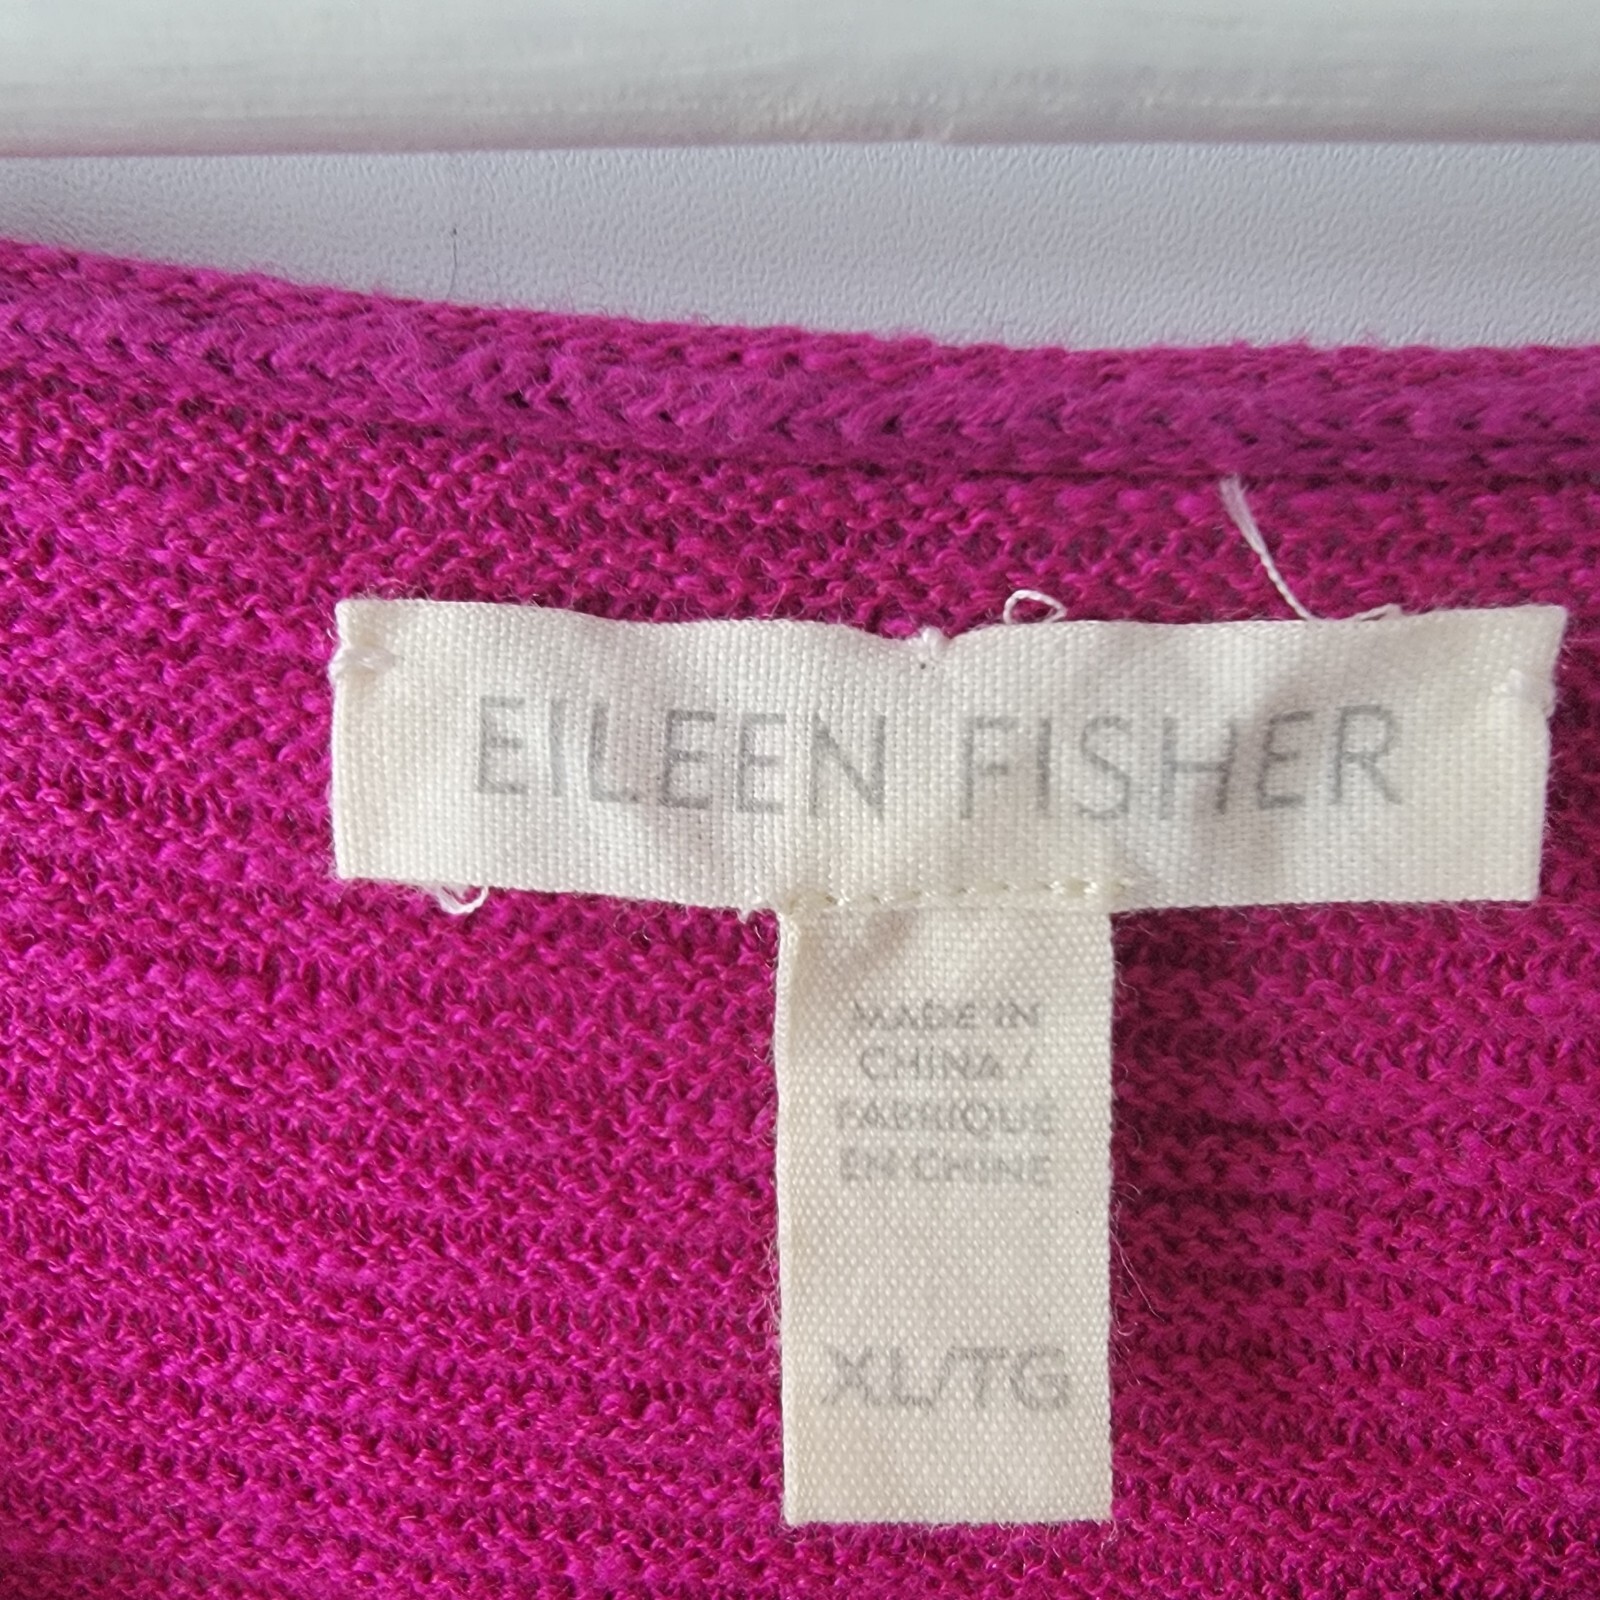 EILEEN FISHER
MADE IN
CHINA /
FABRIQUE
EN CHINE
XL/TG